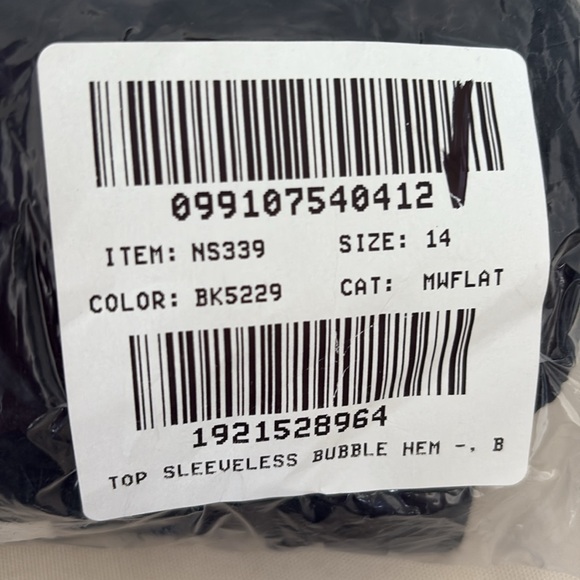 099107540412
ITEM: NS339 SIZE: 14
COLOR: BK5229 CAT: MWFLAT
1921528964
TOP SLEEVELESS BUBBLE HEM -, B